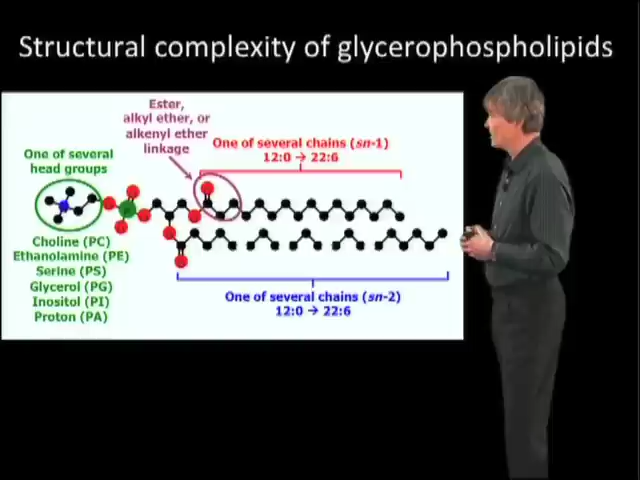 Structural complexity of glycerophospholipids
Ester,
alkyl ether, or
alkenyl ether
linkage
One of several chains (sn-1)
12:0 → 22:6
One of several
head groups
Choline (PC)
Ethanolamine (PE)
Serine (PS)
Glycerol (PG)
Inositol (PI)
Proton (PA)
One of several chains (sn-2)
12:0 → 22:6